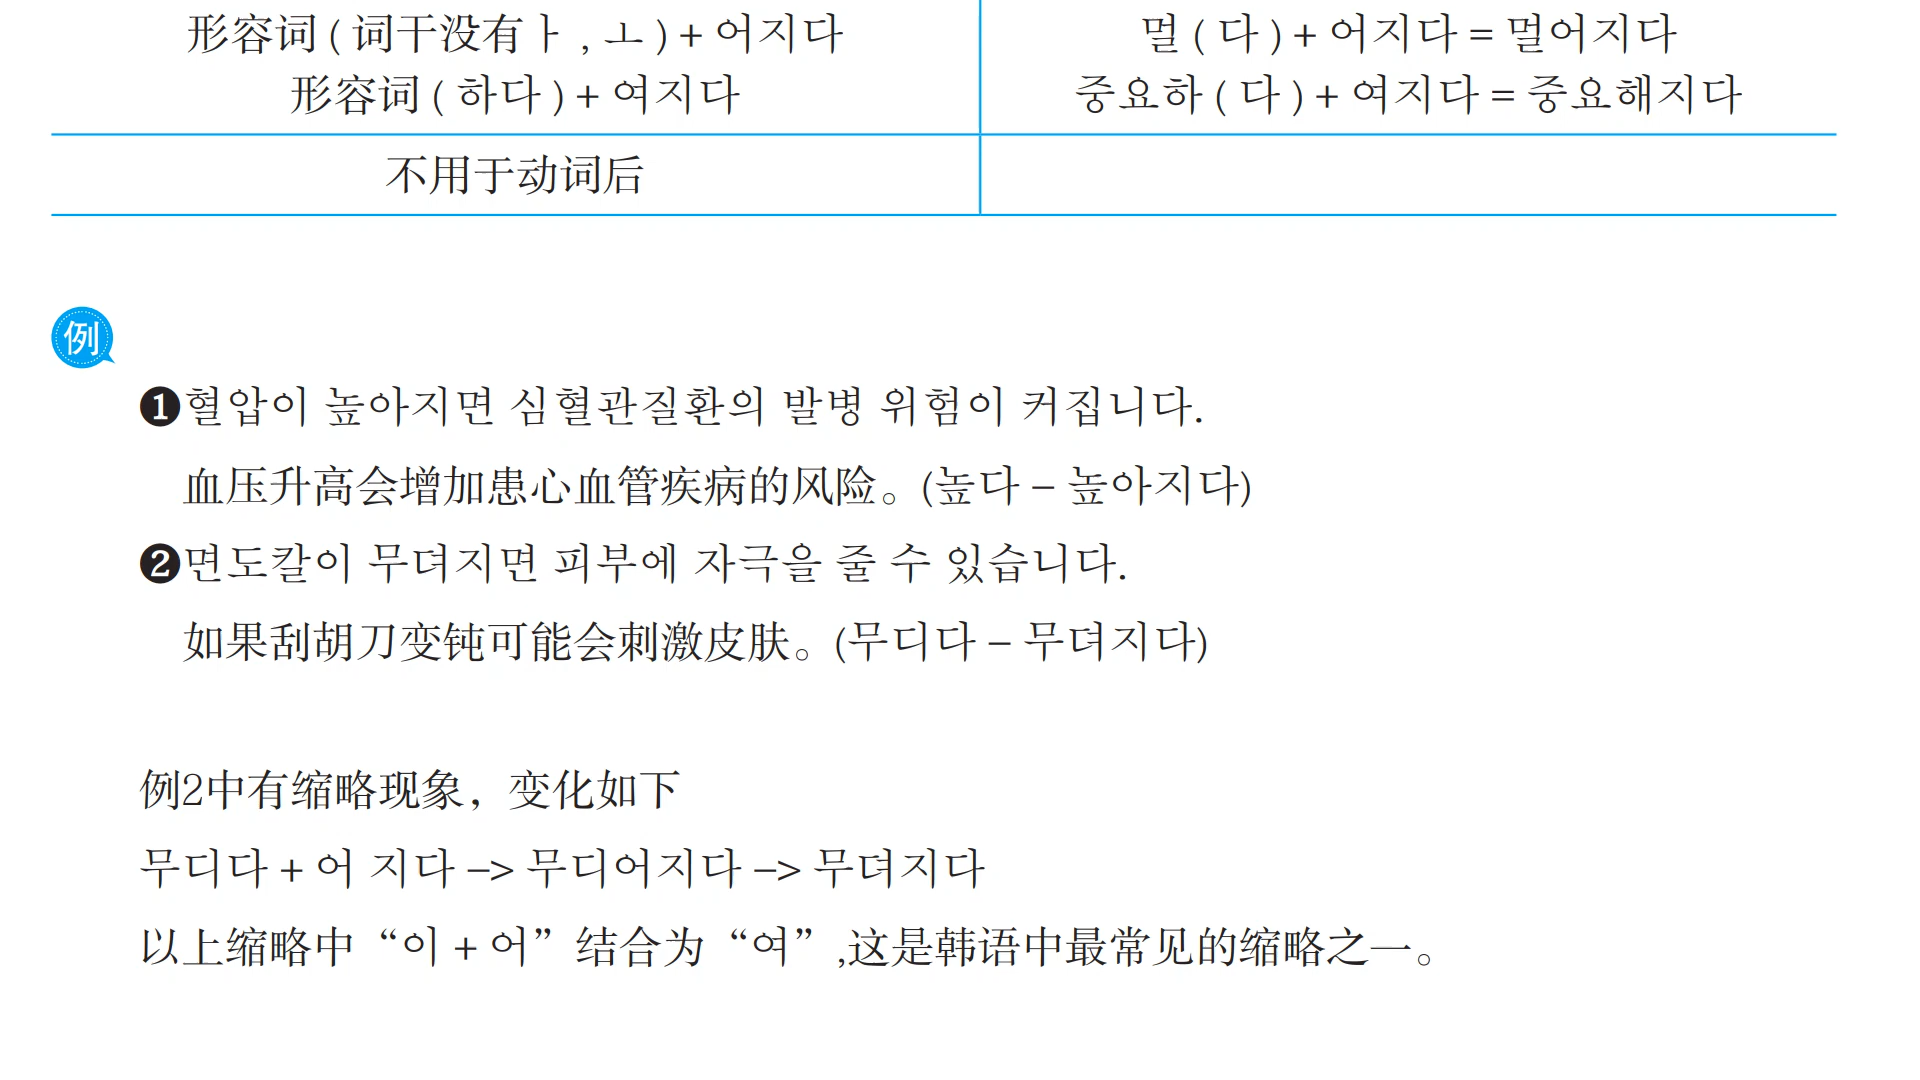 形容词 ( 词干没有ㅏ , ㅗ ) + 어지다
멀 ( 다 ) + 어지다 = 멀어지다
形容词 ( 하다 ) + 여지다
중요하 ( 다 ) + 여지다 = 중요해지다
不用于动词后
例
❶혈압이 높아지면 심혈관질환의 발병 위험이 커집니다.
血压升高会增加患心血管疾病的风险。(높다 – 높아지다)
❷면도칼이 무뎌지면 피부에 자극을 줄 수 있습니다.
如果刮胡刀变钝可能会刺激皮肤。(무디다 – 무뎌지다)
例2中有缩略现象，变化如下
무디다 + 어 지다 –> 무디어지다 –> 무뎌지다
以上缩略中“이 + 어”结合为“여”,这是韩语中最常见的缩略之一。